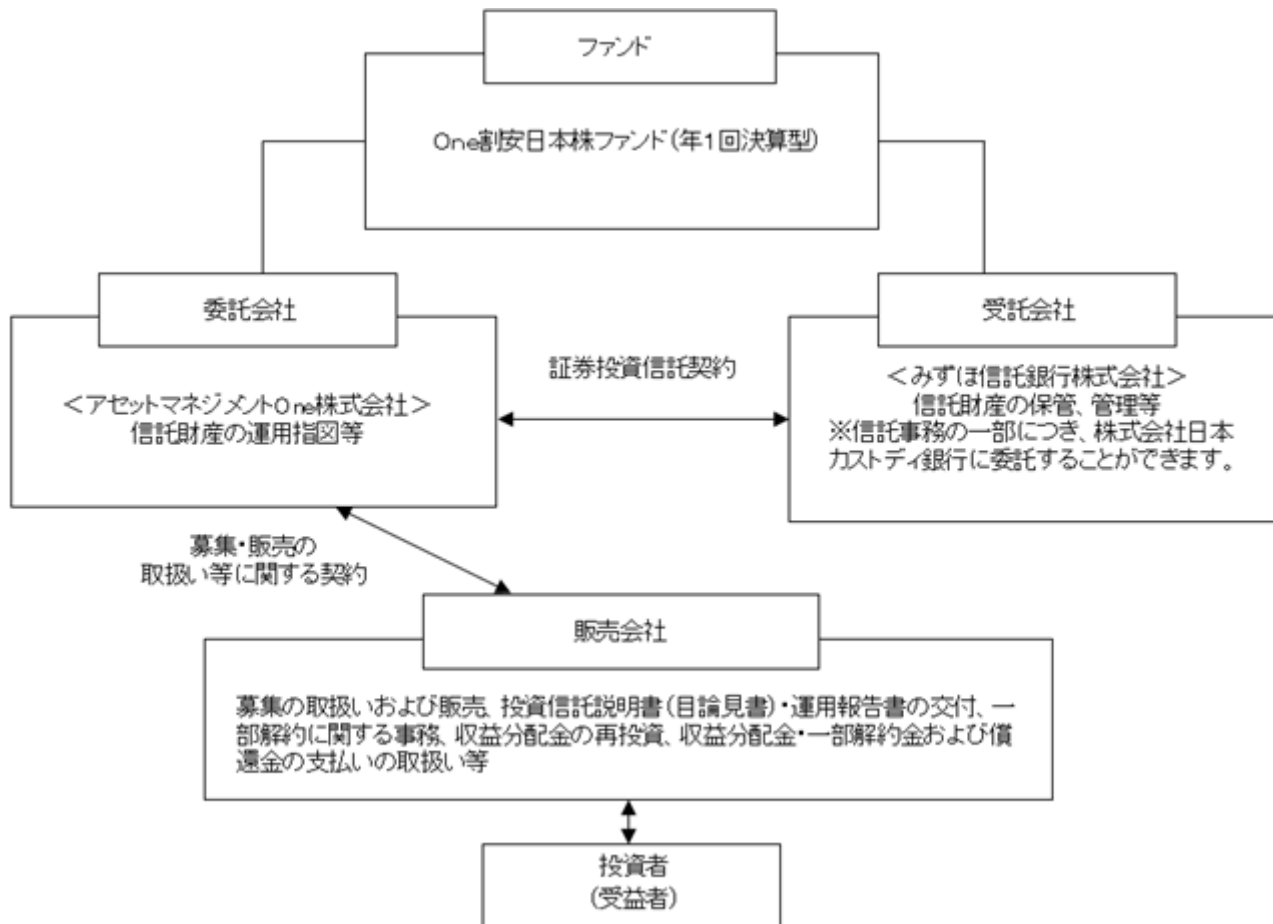 ファンド
One割安日本株ファンド(年1回決算型)
委託会社
受託会社
証券投資信託契約
<アセットマネジメントOne株式会社>
信託財産の運用指図等
<みずほ信託銀行株式会社>
信託財産の保管、管理等
※信託事務の一部につき、株式会社日本
カストディ銀行に委託することができます。
募集・販売の
取扱い等に関する契約
販売会社
募集の取扱いおよび販売、投資信託説明書(目論見書)・運用報告書の交付、一
部解約に関する事務、収益分配金の再投資、収益分配金・一部解約金および償
還金の支払いの取扱い等
投資者
(受益者)